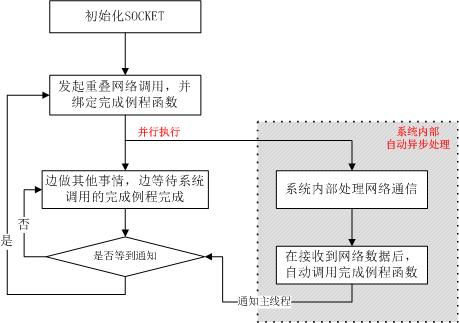 初始化SOCKET
发起重叠网络调用，并
绑定完成例程函数
并行执行
系统内部
自动异步处理
边做其他事情，边等待系统
调用的完成例程完成
系统内部处理网络通信
否
是
是否等到通知
在接收到网络数据后，
自动调用完成例程函数
通知主线程